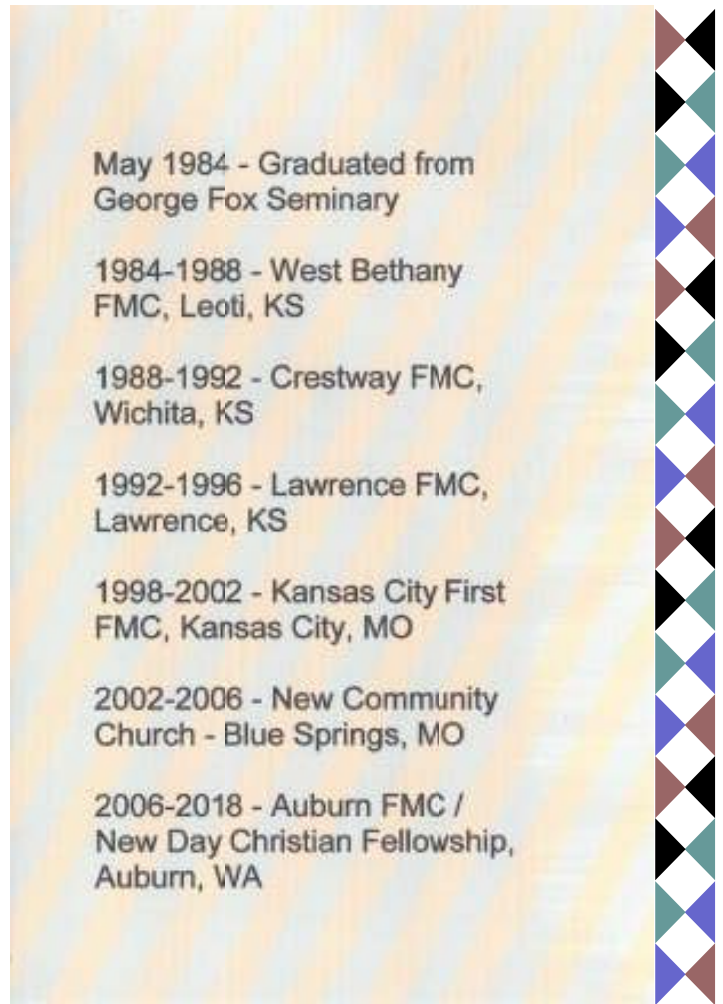 May 1984 - Graduated from
George Fox Seminary
1984-1988 - West Bethany
FMC, Leoti, KS
1988-1992 - Crestway FMC,
Wichita, KS
1992-1996 - Lawrence FMC,
Lawrence, KS
1998-2002 - Kansas City First
FMC, Kansas City, MO
2002-2006 - New Community
Church - Blue Springs, MO
2006-2018 - Auburn FMC /
New Day Christian Fellowship,
Auburn, WA